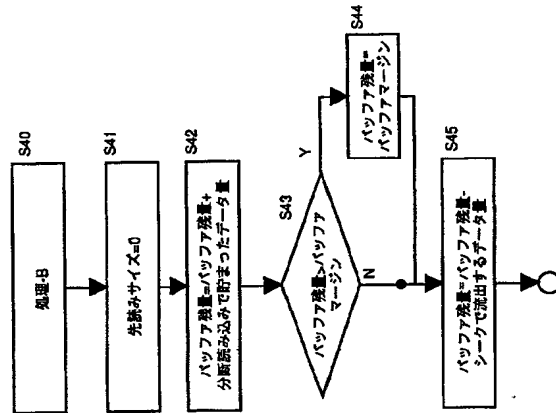 S40
処理-B
S41
先読みサイズ=0
S42
バッファ残量=バッファ残量+
分断読み込みで貯まったデータ量
S43
バッファ残量>バッファ
マージン
Y
N
S44
バッファ残量=
バッファマージン
S45
バッファ残量=バッファ残量-
シークで流出するデータ量